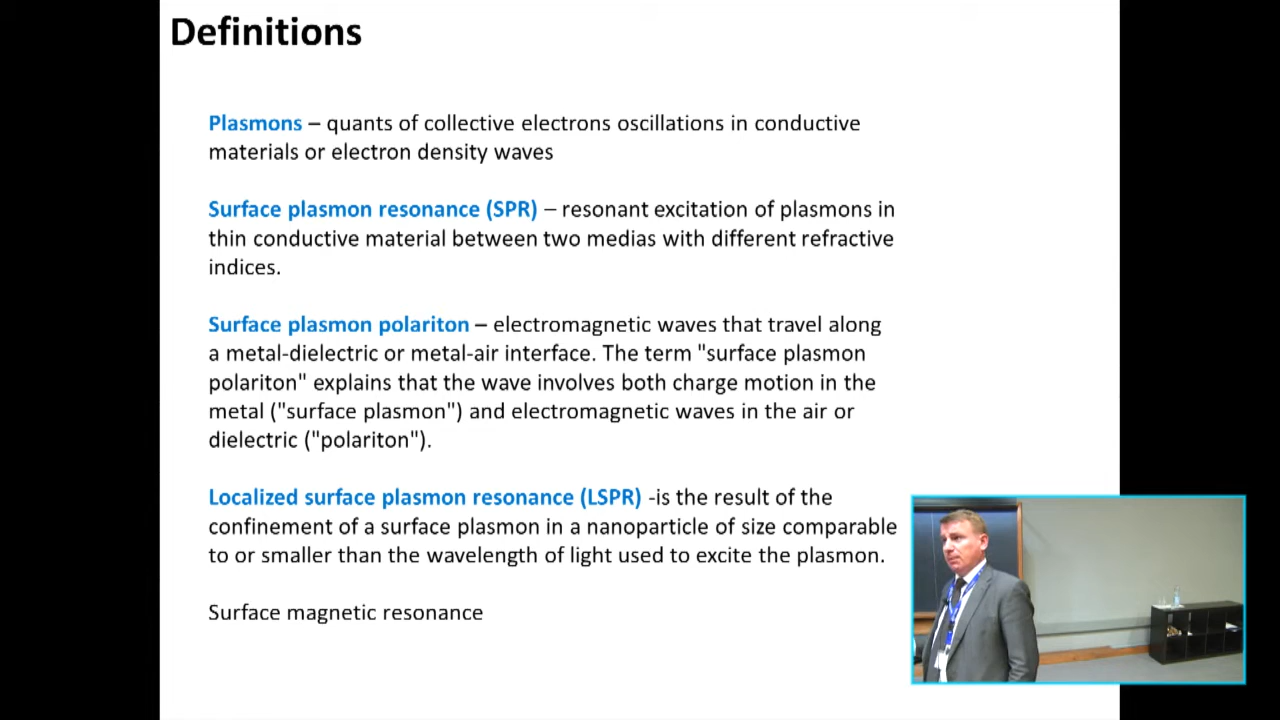 Definitions
Plasmons – quants of collective electrons oscillations in conductive
materials or electron density waves
Surface plasmon resonance (SPR) – resonant excitation of plasmons in
thin conductive material between two medias with different refractive
indices.
Surface plasmon polariton – electromagnetic waves that travel along
a metal-dielectric or metal-air interface. The term "surface plasmon
polariton" explains that the wave involves both charge motion in the
metal ("surface plasmon") and electromagnetic waves in the air or
dielectric ("polariton").
Localized surface plasmon resonance (LSPR) -is the result of the
confinement of a surface plasmon in a nanoparticle of size comparable
to or smaller than the wavelength of light used to excite the plasmon.
Surface magnetic resonance